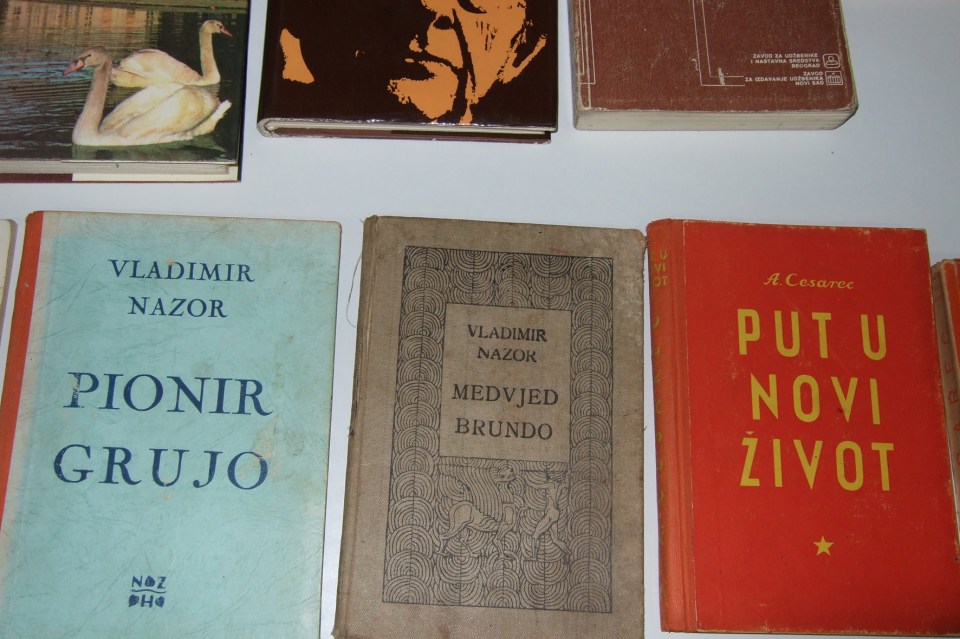 ZAVOD ZA UDŽBENIKE
I NASTAVNA SREDSTVA
BEOGRAD
ZAVOD
ZA IZDAVANJE UDŽBENIKA
NOVI SAD
VLADIMIR
NAZOR
PIONIR
GRUJO
NOZ
DHO
VLADIMIR
NAZOR
MEDVJED
BRUNDO
A. Cesarec
PUT U
NOVI
ŽIVOT